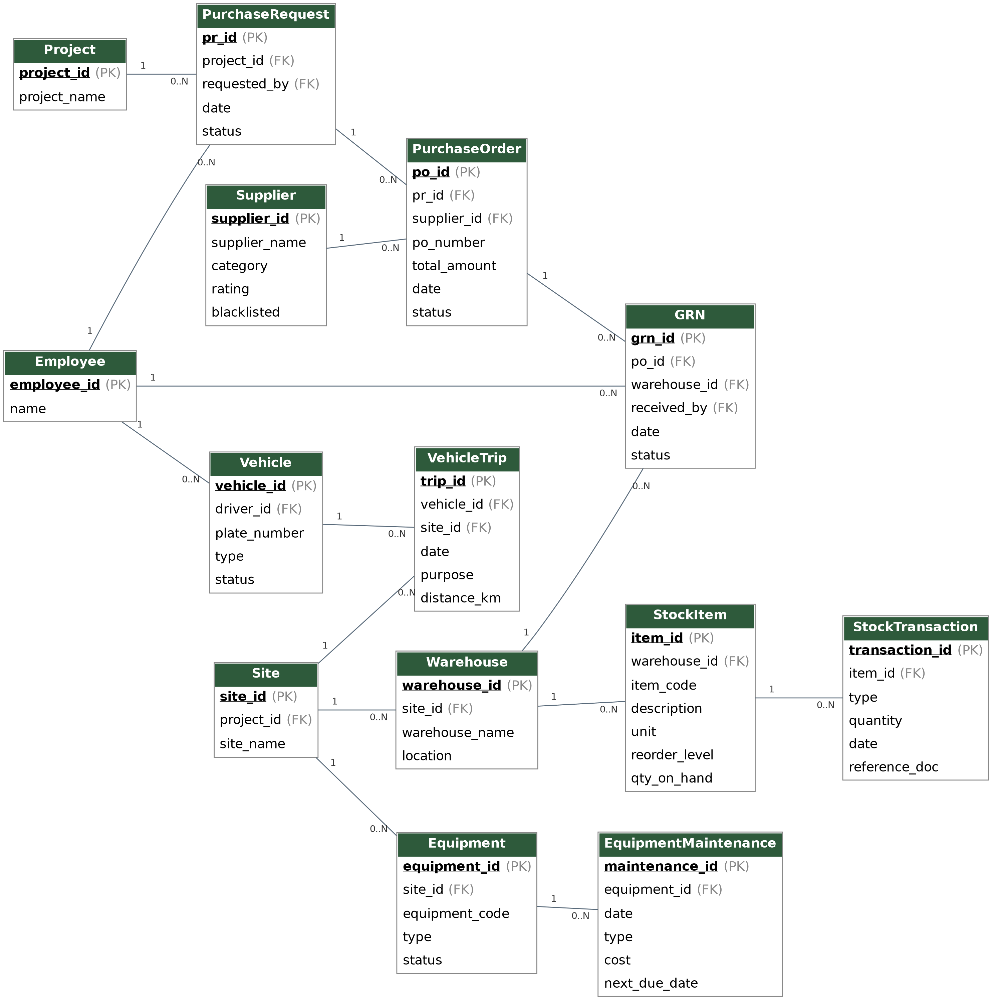 PurchaseRequest
pr_id (PK)
project_id (FK)
requested_by (FK)
date
status
Project
project_id (PK)
project_name
1
0..N
1
0..N
0..N
1
PurchaseOrder
po_id (PK)
pr_id (FK)
supplier_id (FK)
po_number
total_amount
date
status
Supplier
supplier_id (PK)
supplier_name
category
rating
blacklisted
1
0..N
1
0..N
GRN
grn_id (PK)
po_id (FK)
warehouse_id (FK)
received_by (FK)
date
status
Employee
employee_id (PK)
name
1
0..N
1
0..N
Vehicle
vehicle_id (PK)
driver_id (FK)
plate_number
type
status
1
0..N
VehicleTrip
trip_id (PK)
vehicle_id (FK)
site_id (FK)
date
purpose
distance_km
0..N
1
0..N
1
Site
site_id (PK)
project_id (FK)
site_name
1
0..N
Warehouse
warehouse_id (PK)
site_id (FK)
warehouse_name
location
1
0..N
StockItem
item_id (PK)
warehouse_id (FK)
item_code
description
unit
reorder_level
qty_on_hand
1
0..N
StockTransaction
transaction_id (PK)
item_id (FK)
type
quantity
date
reference_doc
1
0..N
Equipment
equipment_id (PK)
site_id (FK)
equipment_code
type
status
1
0..N
EquipmentMaintenance
maintenance_id (PK)
equipment_id (FK)
date
type
cost
next_due_date